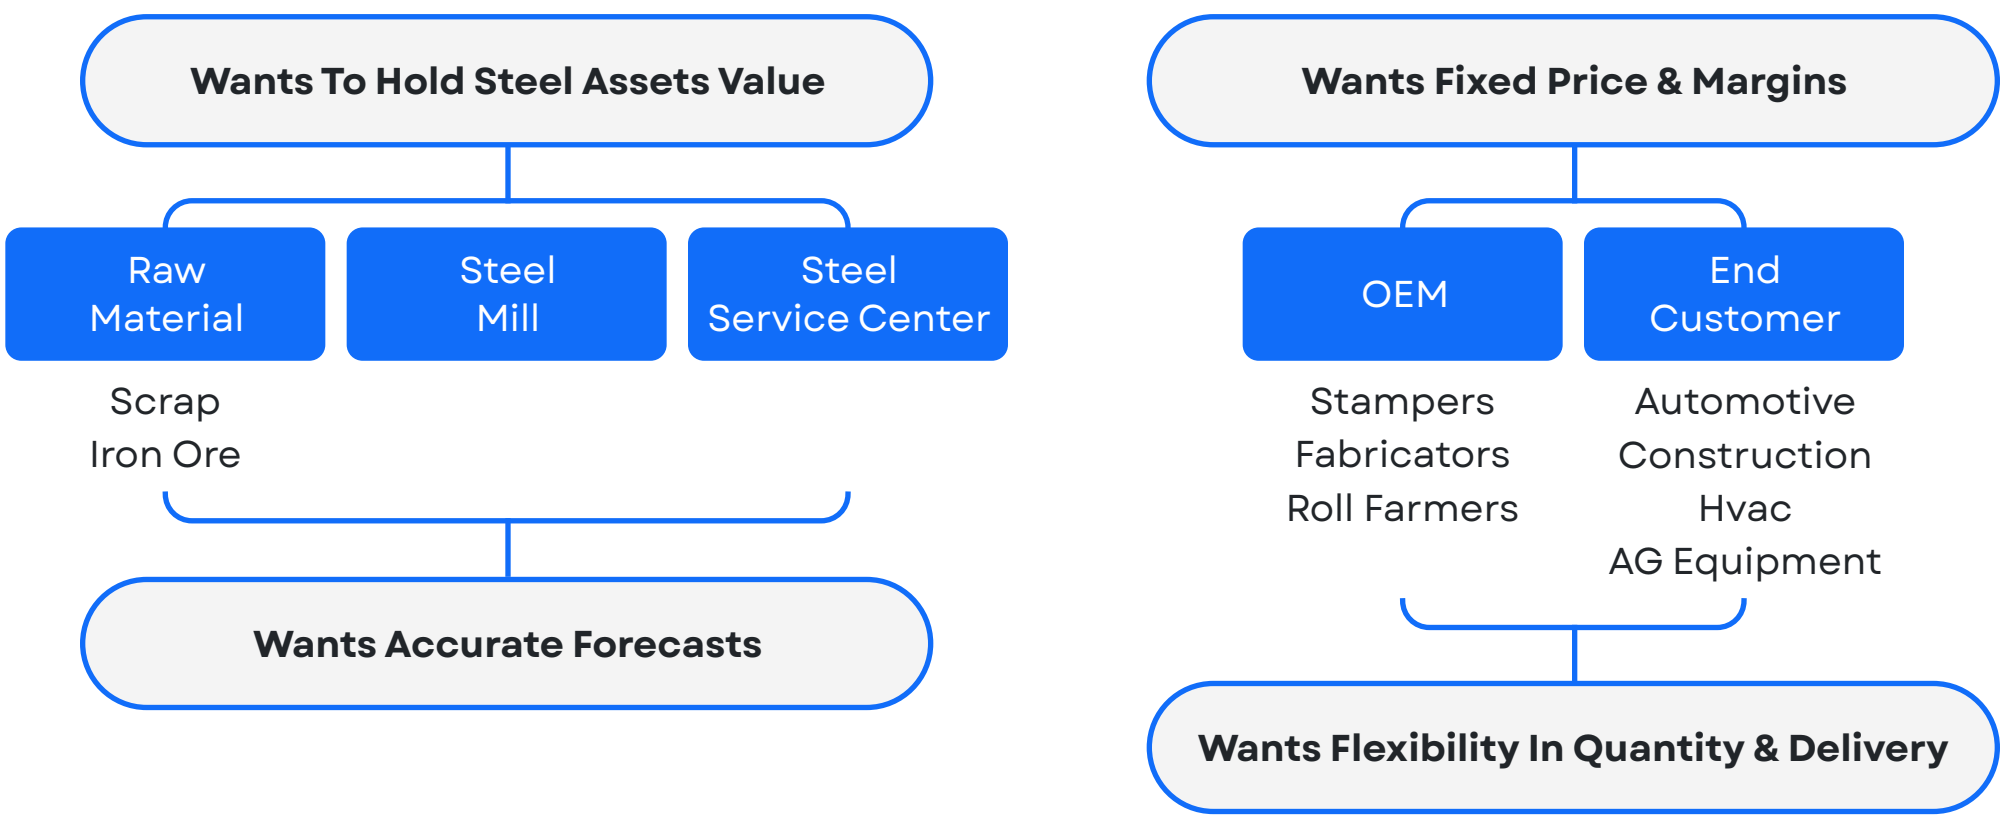 Wants To Hold Steel Assets Value
Raw
Material
Steel
Mill
Steel
Service Center
Scrap
Iron Ore
Wants Accurate Forecasts
Wants Fixed Price & Margins
OEM
End
Customer
Stampers
Fabricators
Roll Farmers
Automotive
Construction
Hvac
AG Equipment
Wants Flexibility In Quantity & Delivery